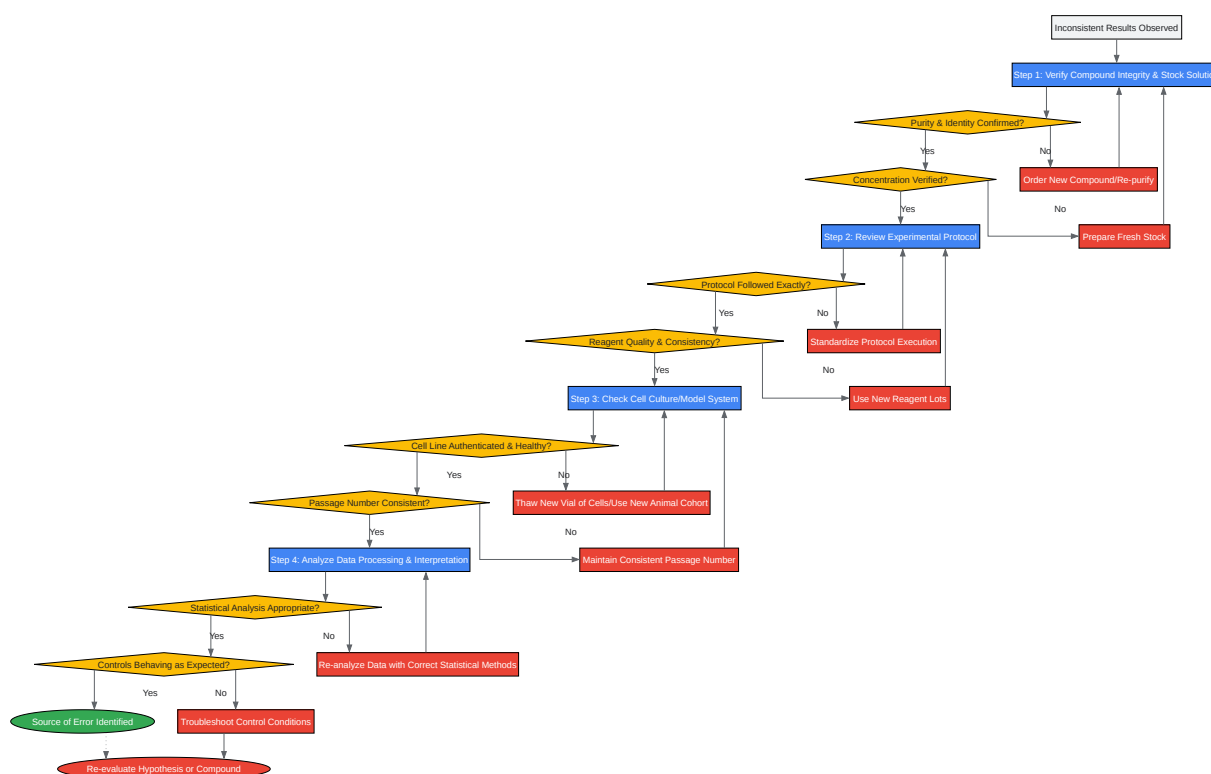 Inconsistent Results Observed
Step 1: Verify Compound Integrity & Stock Soluti
Purity & Identity Confirmed?
Yes
No
Order New Compound/Re-purify
Concentration Verified?
Yes
No
Step 2: Review Experimental Protocol
Prepare Fresh Stock
Protocol Followed Exactly?
Yes
No
Standardize Protocol Execution
Reagent Quality & Consistency?
Yes
No
Step 3: Check Cell Culture/Model System
Use New Reagent Lots
Cell Line Authenticated & Healthy?
Yes
No
Thaw New Vial of Cells/Use New Animal Cohort
Passage Number Consistent?
Yes
No
Step 4: Analyze Data Processing & Interpretation
Maintain Consistent Passage Number
Statistical Analysis Appropriate?
Yes
No
Re-analyze Data with Correct Statistical Methods
Controls Behaving as Expected?
Yes
No
Source of Error Identified
Troubleshoot Control Conditions
Re-evaluate Hypothesis or Compound